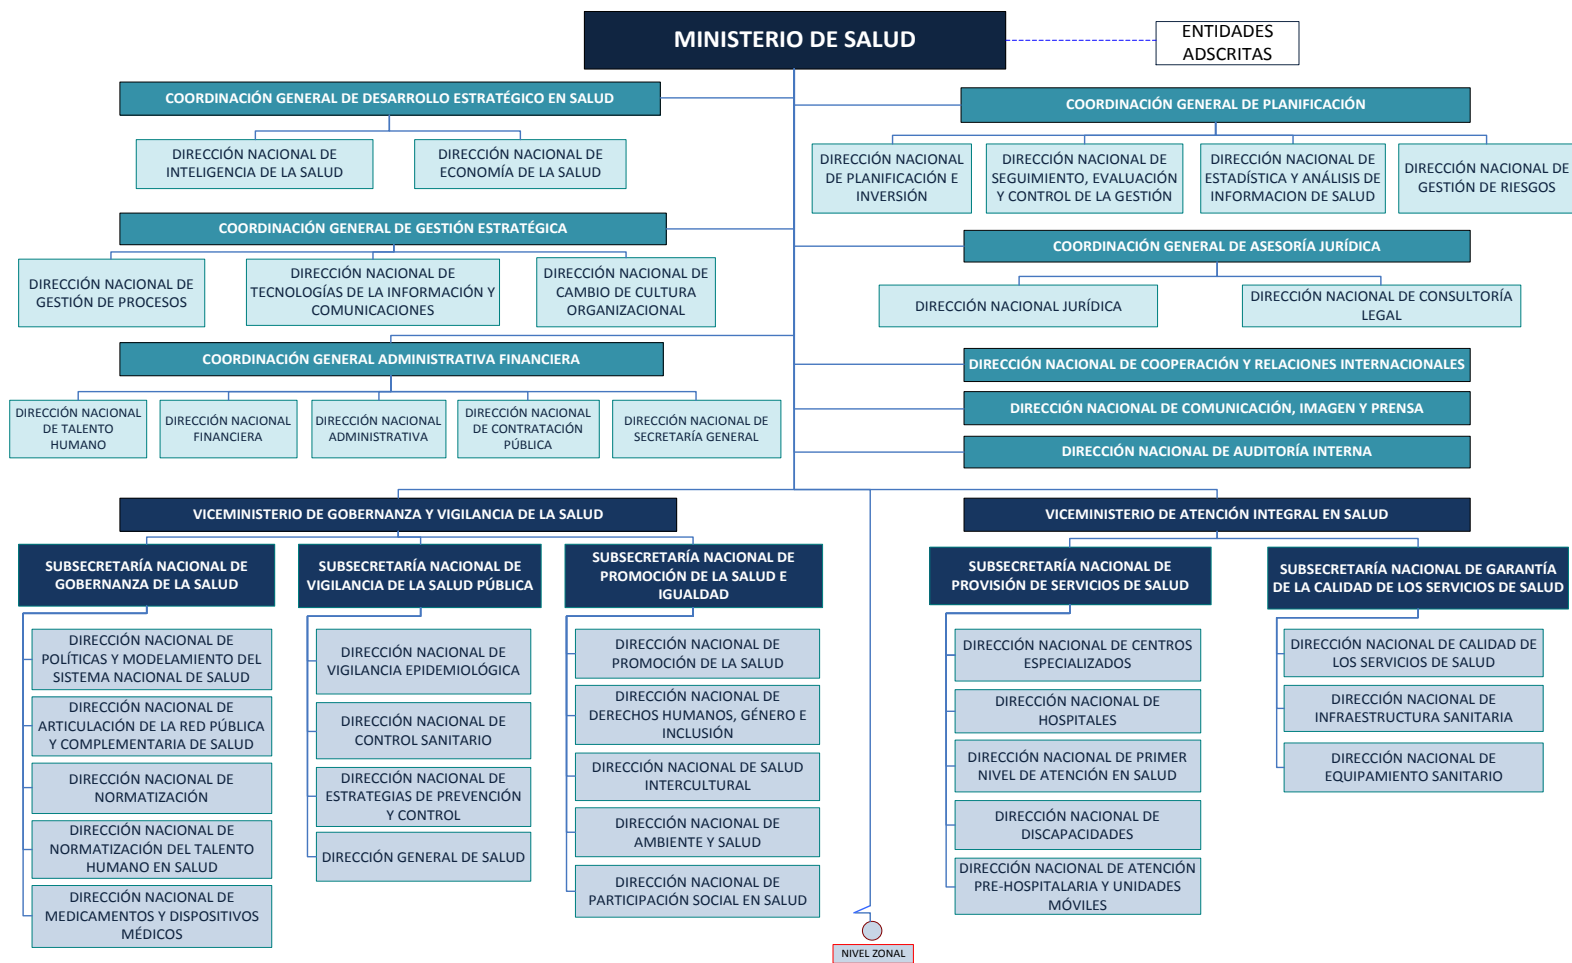 MINISTERIO DE SALUD
ENTIDADES
ADSCRITAS
COORDINACIÓN GENERAL DE DESARROLLO ESTRATÉGICO EN SALUD
DIRECCIÓN NACIONAL DE
INTELIGENCIA DE LA SALUD
DIRECCIÓN NACIONAL DE
ECONOMÍA DE LA SALUD
COORDINACIÓN GENERAL DE PLANIFICACIÓN
DIRECCIÓN NACIONAL
DE PLANIFICACIÓN E
INVERSIÓN
DIRECCIÓN NACIONAL DE
SEGUIMIENTO, EVALUACIÓN
Y CONTROL DE LA GESTIÓN
DIRECCIÓN NACIONAL DE
ESTADÍSTICA Y ANÁLISIS DE
INFORMACION DE SALUD
DIRECCIÓN NACIONAL DE
GESTIÓN DE RIESGOS
COORDINACIÓN GENERAL DE GESTIÓN ESTRATÉGICA
DIRECCIÓN NACIONAL DE
GESTIÓN DE PROCESOS
DIRECCIÓN NACIONAL DE
TECNOLOGÍAS DE LA INFORMACIÓN Y
COMUNICACIONES
DIRECCIÓN NACIONAL DE
CAMBIO DE CULTURA
ORGANIZACIONAL
COORDINACIÓN GENERAL DE ASESORÍA JURÍDICA
DIRECCIÓN NACIONAL JURÍDICA
DIRECCIÓN NACIONAL DE CONSULTORÍA
LEGAL
COORDINACIÓN GENERAL ADMINISTRATIVA FINANCIERA
DIRECCIÓN NACIONAL
DE TALENTO
HUMANO
DIRECCIÓN NACIONAL
FINANCIERA
DIRECCIÓN NACIONAL
ADMINISTRATIVA
DIRECCIÓN NACIONAL
DE CONTRATACIÓN
PÚBLICA
DIRECCIÓN NACIONAL DE
SECRETARÍA GENERAL
DIRECCIÓN NACIONAL DE COOPERACIÓN Y RELACIONES INTERNACIONALES
DIRECCIÓN NACIONAL DE COMUNICACIÓN, IMAGEN Y PRENSA
DIRECCIÓN NACIONAL DE AUDITORÍA INTERNA
VICEMINISTERIO DE GOBERNANZA Y VIGILANCIA DE LA SALUD
SUBSECRETARÍA NACIONAL DE
GOBERNANZA DE LA SALUD
DIRECCIÓN NACIONAL DE
POLÍTICAS Y MODELAMIENTO DEL
SISTEMA NACIONAL DE SALUD
DIRECCIÓN NACIONAL DE
ARTICULACIÓN DE LA RED PÚBLICA
Y COMPLEMENTARIA DE SALUD
DIRECCIÓN NACIONAL DE
NORMATIZACIÓN
DIRECCIÓN NACIONAL DE
NORMATIZACIÓN DEL TALENTO
HUMANO EN SALUD
DIRECCIÓN NACIONAL DE
MEDICAMENTOS Y DISPOSITIVOS
MÉDICOS
SUBSECRETARÍA NACIONAL DE
VIGILANCIA DE LA SALUD PÚBLICA
DIRECCIÓN NACIONAL DE
VIGILANCIA EPIDEMIOLÓGICA
DIRECCIÓN NACIONAL DE
CONTROL SANITARIO
DIRECCIÓN NACIONAL DE
ESTRATEGIAS DE PREVENCIÓN
Y CONTROL
DIRECCIÓN GENERAL DE SALUD
SUBSECRETARÍA NACIONAL DE
PROMOCIÓN DE LA SALUD E
IGUALDAD
DIRECCIÓN NACIONAL DE
PROMOCIÓN DE LA SALUD
DIRECCIÓN NACIONAL DE
DERECHOS HUMANOS, GÉNERO E
INCLUSIÓN
DIRECCIÓN NACIONAL DE SALUD
INTERCULTURAL
DIRECCIÓN NACIONAL DE
AMBIENTE Y SALUD
DIRECCIÓN NACIONAL DE
PARTICIPACIÓN SOCIAL EN SALUD
NIVEL ZONAL
VICEMINISTERIO DE ATENCIÓN INTEGRAL EN SALUD
SUBSECRETARÍA NACIONAL DE
PROVISIÓN DE SERVICIOS DE SALUD
DIRECCIÓN NACIONAL DE CENTROS
ESPECIALIZADOS
DIRECCIÓN NACIONAL DE
HOSPITALES
DIRECCIÓN NACIONAL DE PRIMER
NIVEL DE ATENCIÓN EN SALUD
DIRECCIÓN NACIONAL DE
DISCAPACIDADES
DIRECCIÓN NACIONAL DE ATENCIÓN
PRE-HOSPITALARIA Y UNIDADES
MÓVILES
SUBSECRETARÍA NACIONAL DE GARANTÍA
DE LA CALIDAD DE LOS SERVICIOS DE SALUD
DIRECCIÓN NACIONAL DE CALIDAD DE
LOS SERVICIOS DE SALUD
DIRECCIÓN NACIONAL DE
INFRAESTRUCTURA SANITARIA
DIRECCIÓN NACIONAL DE
EQUIPAMIENTO SANITARIO